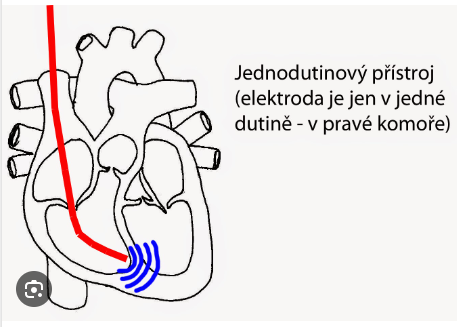 Jednodutinový přístroj
(elektroda je jen v jedné
dutině - v pravé komoře)